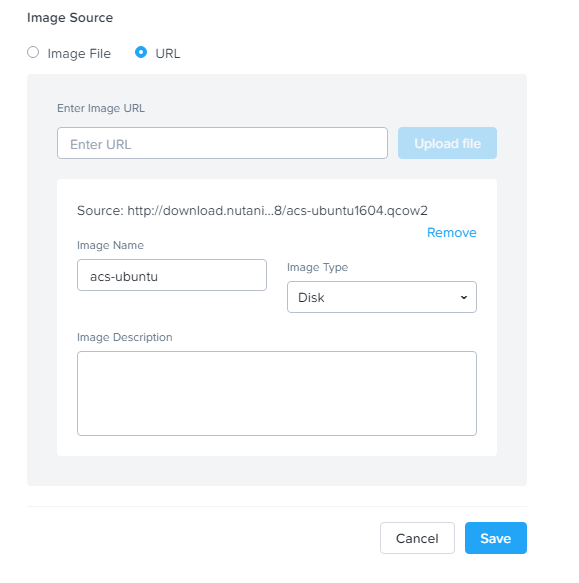 Image Source
Image File URL
Enter Image URL
Enter URL Upload file
Source: http://download.nutani...8/acs-ubuntu1604.qcow2
Remove
Image Name
Image Type
acs-ubuntu
Disk
Image Description
Cancel Save